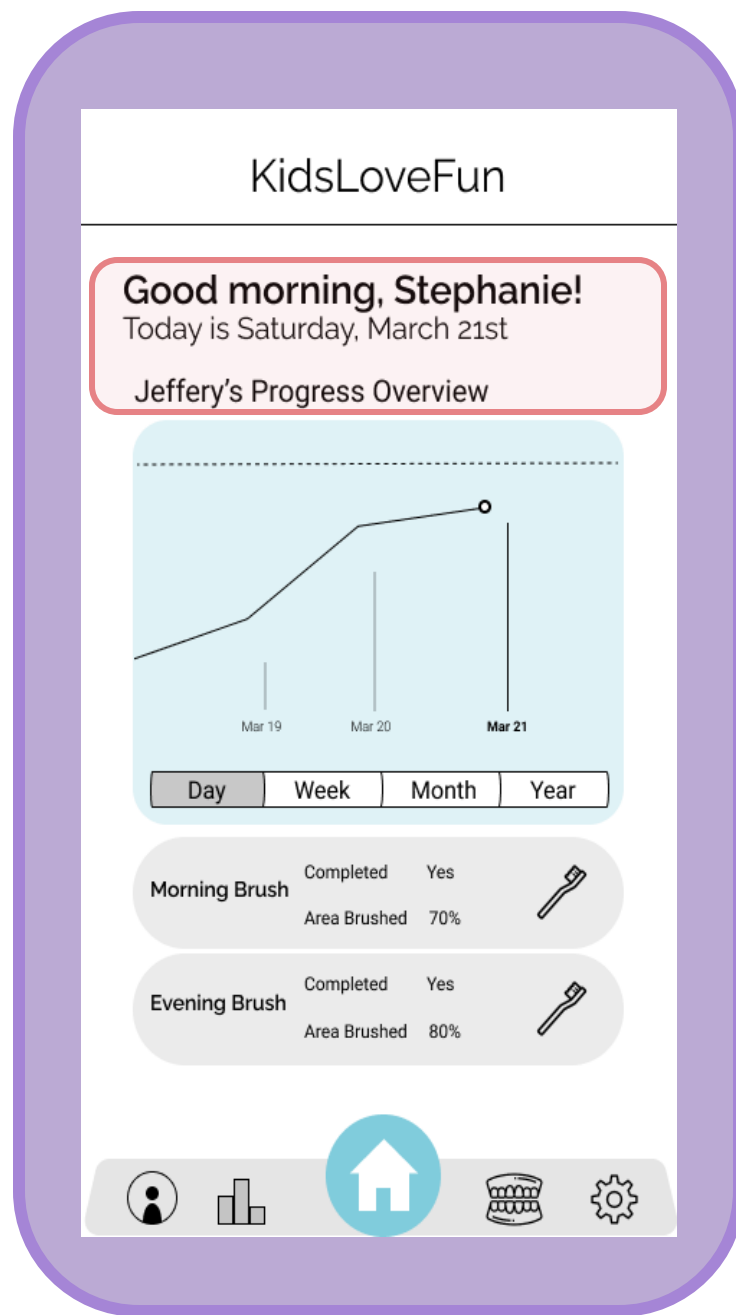 KidsLoveFun
Good morning, Stephanie!
Today is Saturday, March 21st
Jeffery’s Progress Overview
Mar 19 Mar 20 Mar 21
Day Week Month Year
Morning Brush
Completed Yes
Area Brushed 70%
Evening Brush
Completed Yes
Area Brushed 80%